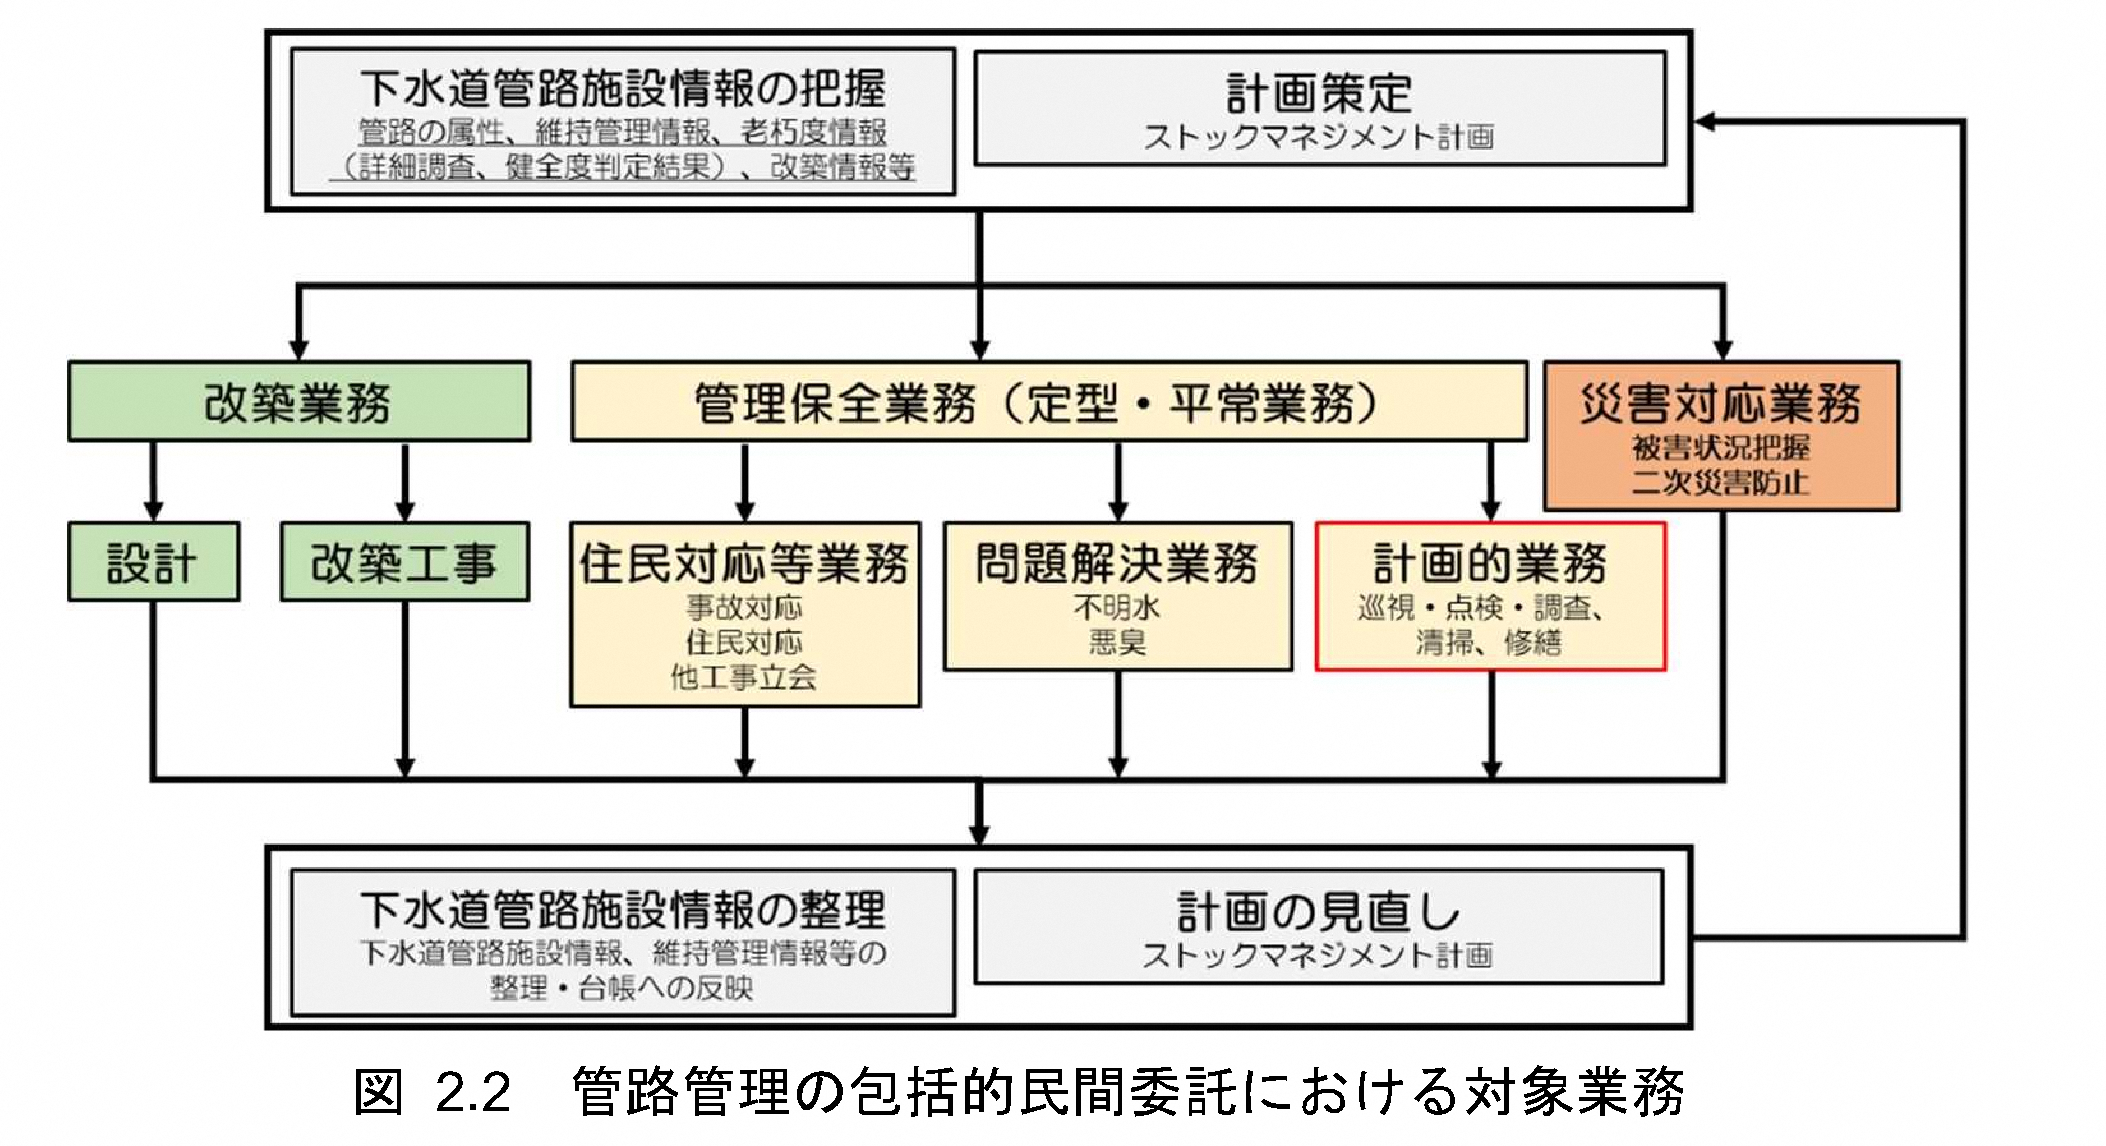 下水道管路施設情報の把握
管路の属性、維持管理情報、老朽度情報
（詳細調査、健全度判定結果）、改築情報等
計画策定
ストックマネジメント計画
改築業務
管理保全業務（定型・平常業務）
災害対応業務
被害状況把握
二次災害防止
設計
改築工事
住民対応等業務
事故対応
住民対応
他工事立会
問題解決業務
不明水
悪臭
計画的業務
巡視・点検・調査、
清掃、修繕
下水道管路施設情報の整理
下水道管路施設情報、維持管理情報等の
整理・台帳への反映
計画の見直し
ストックマネジメント計画
図 2.2　管路管理の包括的民間委託における対象業務